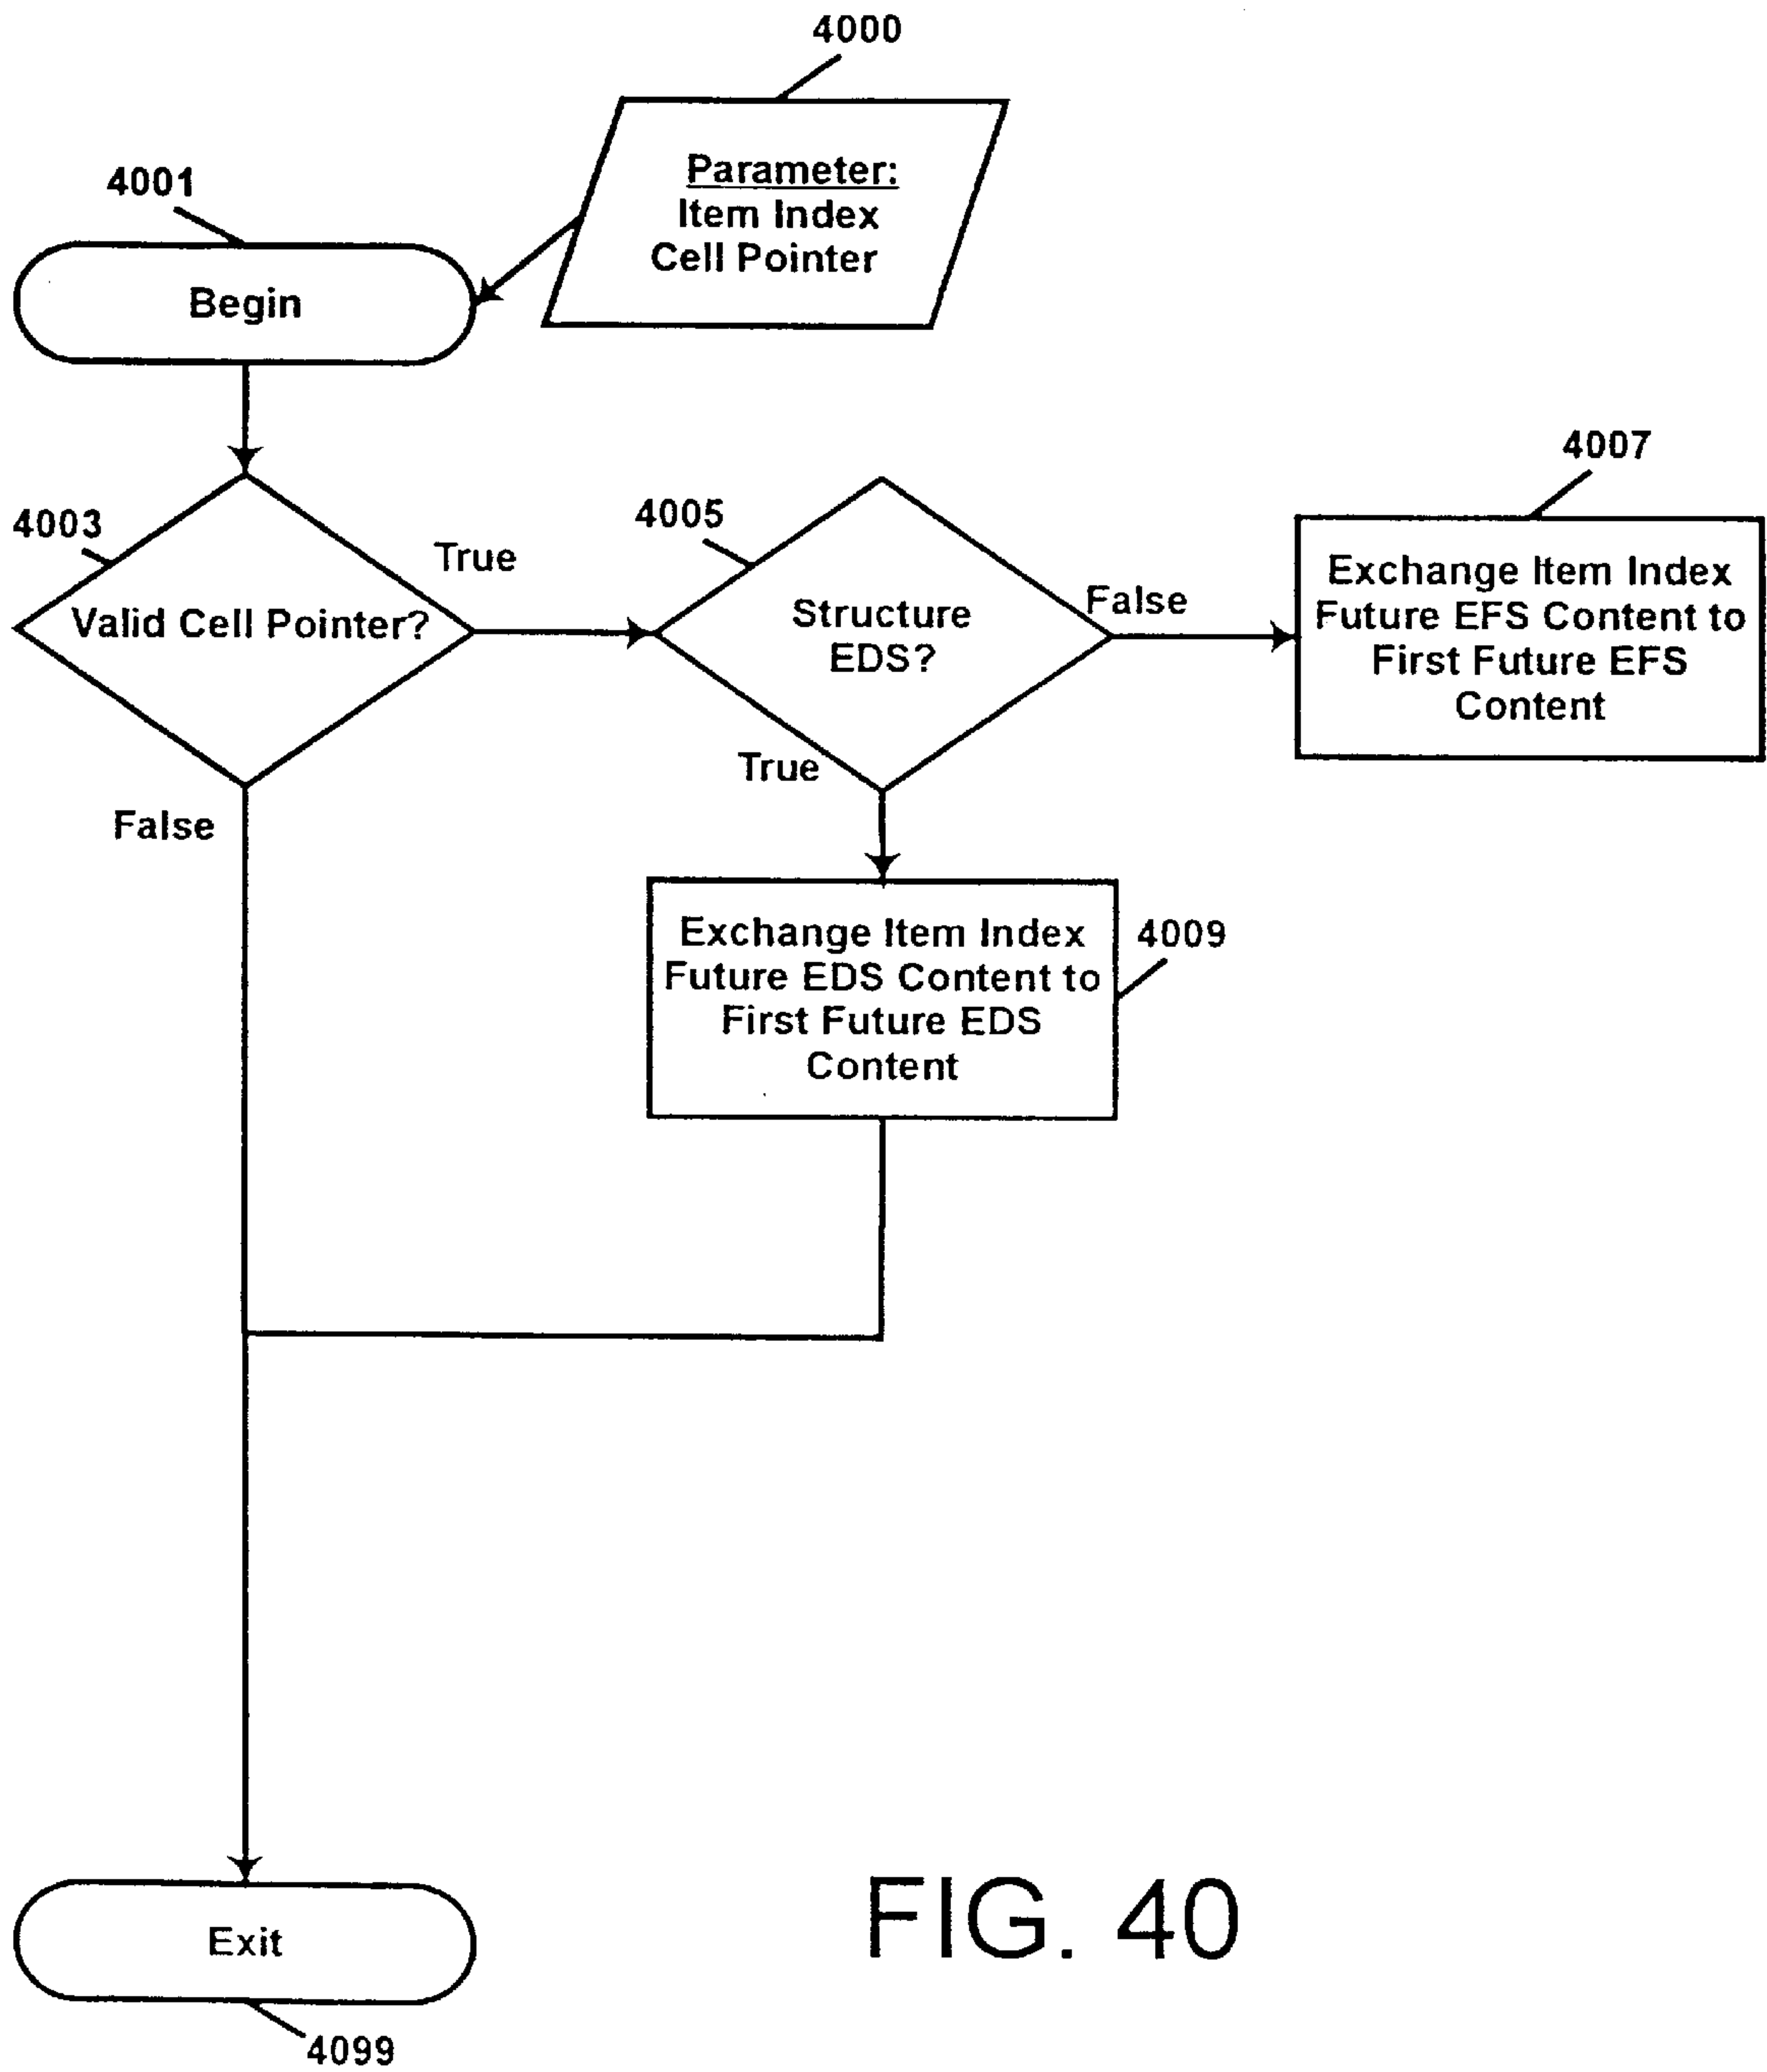 4000
Parameter:
Item Index
Cell Pointer
4001
Begin
4003
Valid Cell Pointer?
True
False
4005
Structure
EDS?
False
True
4007
Exchange Item Index
Future EFS Content to
First Future EFS
Content
4009
Exchange Item Index
Future EDS Content to
First Future EDS
Content
Exit
4099
FIG. 40